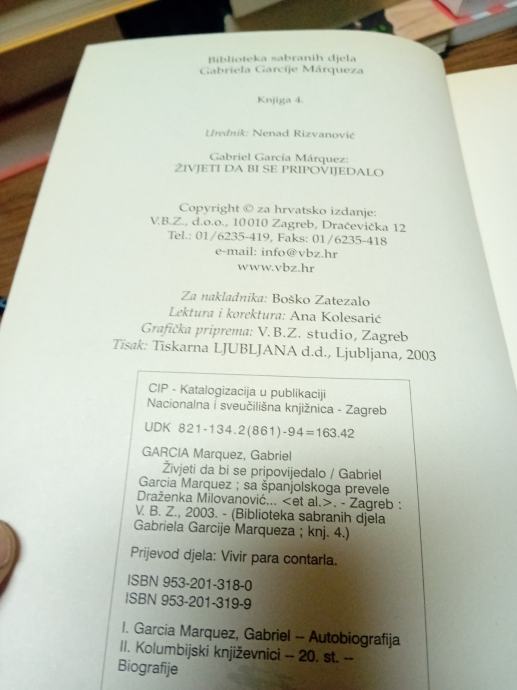 Biblioteka sabranih djela
Gabriela Garcije Márqueza
Knjiga 4.
Urednik: Nenad Rizvanović
Gabriel García Márquez:
ŽIVJETI DA BI SE PRIPOVIJEDALO
Copyright © za hrvatsko izdanje:
V.B.Z., d.o.o., 10010 Zagreb, Dračevička 12
Tel.: 01/6235-419, Faks: 01/6235-418
e-mail: info@vbz.hr
www.vbz.hr
Za nakladnika: Boško Zatezalo
Lektura i korektura: Ana Kolesarić
Grafička priprema: V.B.Z. studio, Zagreb
Tisak: Tiskarna LJUBLJANA d.d., Ljubljana, 2003
CIP - Katalogizacija u publikaciji
Nacionalna i sveučilišna knjižnica - Zagreb
UDK 821-134.2(861)-94=163.42
GARCIA Marquez, Gabriel
Živjeti da bi se pripovijedalo / Gabriel
Garcia Marquez ; sa španjolskoga prevele
Draženka Milovanović... <et al.>. - Zagreb :
V. B. Z., 2003. - (Biblioteka sabranih djela
Gabriela Garcije Marqueza ; knj. 4.)
Prijevod djela: Vivir para contarla.
ISBN 953-201-318-0
ISBN 953-201-319-9
I. Garcia Marquez, Gabriel – Autobiografija
II. Kolumbijski književnici – 20. st. –
Biografije